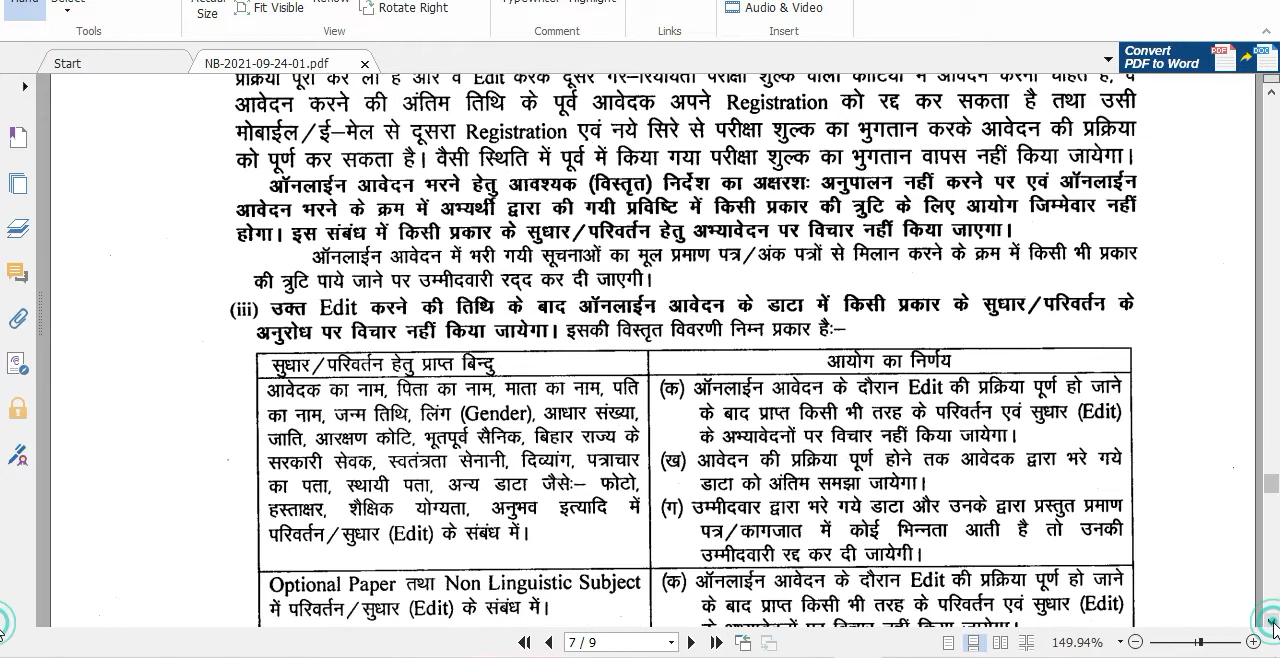 Size
Fit Visible
Rotate Right
Audio & Video
Tools
View
Comment
Links
Insert
Start
NB-2021-09-24-01.pdf
Convert
PDF to Word
PDF
DOC
आवेदन करने की अंतिम तिथि के पूर्व आवेदक अपने Registration को रद्द कर सकता है तथा उसी
मोबाईल/ई–मेल से दूसरा Registration एवं नये सिरे से परीक्षा शुल्क का भुगतान करके आवेदन की प्रक्रिया
को पूर्ण कर सकता है। वैसी स्थिति में पूर्व में किया गया परीक्षा शुल्क का भुगतान वापस नहीं किया जायेगा।
ऑनलाईन आवेदन भरने हेतु आवश्यक (विस्तृत) निर्देश का अक्षरशः अनुपालन नहीं करने पर एवं ऑनलाईन
आवेदन भरने के क्रम में अभ्यर्थी द्वारा की गयी प्रविष्टि में किसी प्रकार की त्रुटि के लिए आयोग जिम्मेवार नहीं
होगा। इस संबंध में किसी प्रकार के सुधार/परिवर्तन हेतु अभ्यावेदन पर विचार नहीं किया जाएगा।
ऑनलाईन आवेदन में भरी गयी सूचनाओं का मूल प्रमाण पत्र/अंक पत्रों से मिलान करने के क्रम में किसी भी प्रकार
की त्रुटि पाये जाने पर उम्मीदवारी रद्द कर दी जाएगी।
(iii) उक्त Edit करने की तिथि के बाद ऑनलाईन आवेदन के डाटा में किसी प्रकार के सुधार/परिवर्तन के
अनुरोध पर विचार नहीं किया जायेगा। इसकी विस्तृत विवरणी निम्न प्रकार है:–
सुधार/परिवर्तन हेतु प्राप्त बिन्दु
आयोग का निर्णय
आवेदक का नाम, पिता का नाम, माता का नाम, पति
का नाम, जन्म तिथि, लिंग (Gender), आधार संख्या,
जाति, आरक्षण कोटि, भूतपूर्व सैनिक, बिहार राज्य के
सरकारी सेवक, स्वतंत्रता सेनानी, दिव्यांग, पत्राचार
का पता, स्थायी पता, अन्य डाटा जैसेः– फोटो,
हस्ताक्षर, शैक्षिक योग्यता, अनुभव इत्यादि में
परिवर्तन/सुधार (Edit) के संबंध में।
(क) ऑनलाईन आवेदन के दौरान Edit की प्रक्रिया पूर्ण हो जाने
के बाद प्राप्त किसी भी तरह के परिवर्तन एवं सुधार (Edit)
के अभ्यावेदनों पर विचार नहीं किया जायेगा।
(ख) आवेदन की प्रक्रिया पूर्ण होने तक आवेदक द्वारा भरे गये
डाटा को अंतिम समझा जायेगा।
(ग) उम्मीदवार द्वारा भरे गये डाटा और उनके द्वारा प्रस्तुत प्रमाण
पत्र/कागजात में कोई भिन्नता आती है तो उनकी
उम्मीदवारी रद्द कर दी जायेगी।
Optional Paper तथा Non Linguistic Subject
में परिवर्तन/सुधार (Edit) के संबंध में।
(क) ऑनलाईन आवेदन के दौरान Edit की प्रक्रिया पूर्ण हो जाने
के बाद प्राप्त किसी भी तरह के परिवर्तन एवं सुधार (Edit)
7 / 9
149.94%